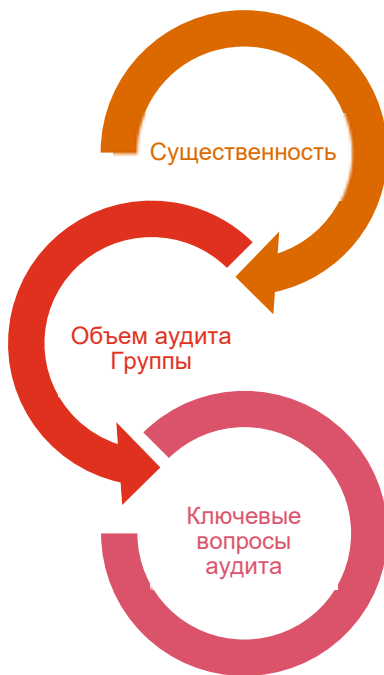 Существенность
Объем аудита
Группы
Ключевые
вопросы
аудита